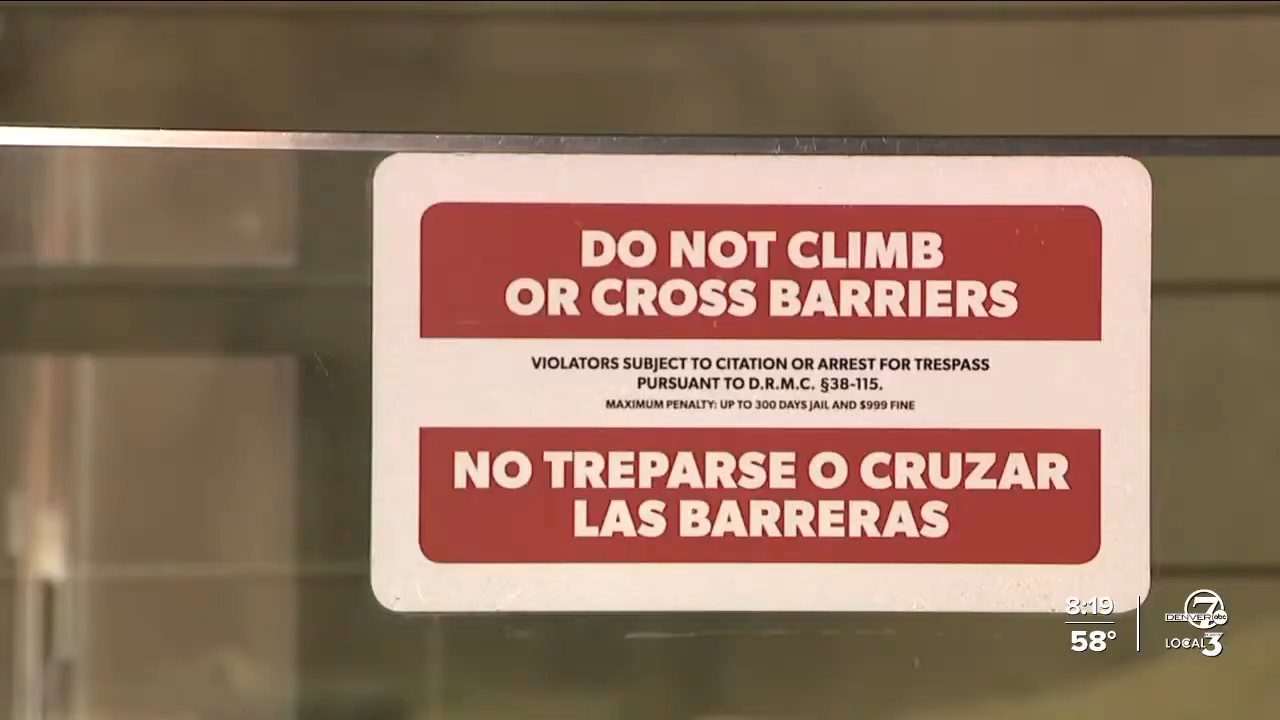 DO NOT CLIMB
OR CROSS BARRIERS
VIOLATORS SUBJECT TO CITATION OR ARREST FOR TRESPASS
PURSUANT TO D.R.M.C. §38-115.
MAXIMUM PENALTY: UP TO 300 DAYS JAIL AND $999 FINE
NO TREPARSE O CRUZAR
LAS BARRERAS
8:19
58°
DENVER 7 abc
LOCAL 3